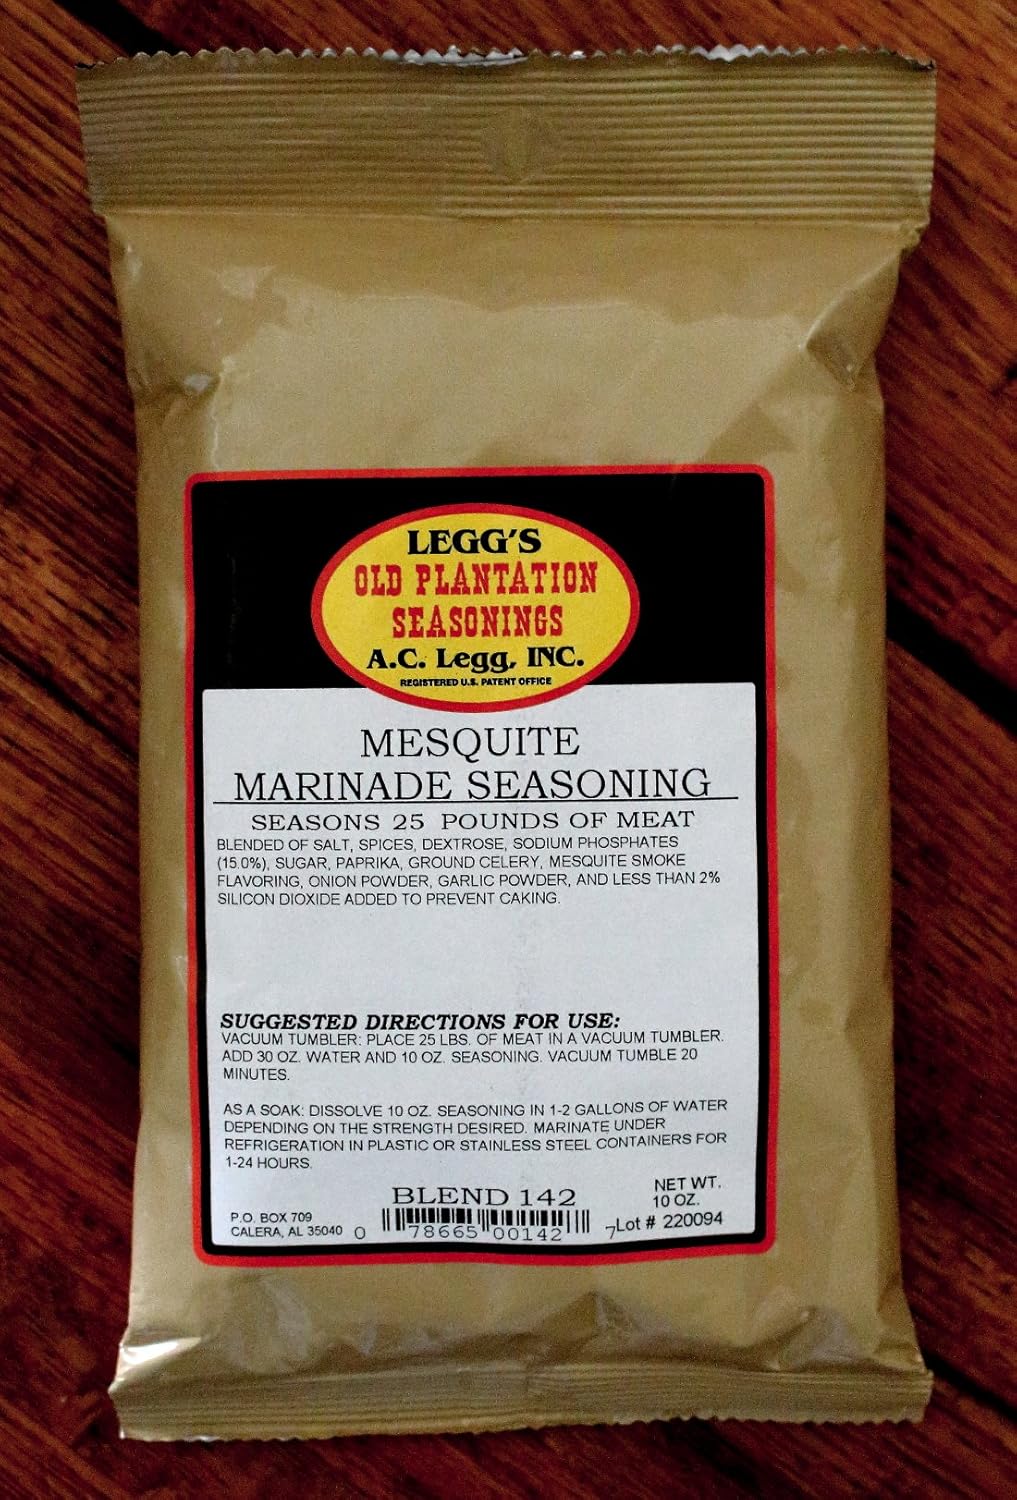 LEGG'S
OLD PLANTATION
SEASONINGS
A.C. Legg, INC.
REGISTERED U.S. PATENT OFFICE
MESQUITE
MARINADE SEASONING
SEASONS 25 POUNDS OF MEAT
BLENDED OF SALT, SPICES, DEXTROSE, SODIUM PHOSPHATES
(15.0%), SUGAR, PAPRIKA, GROUND CELERY, MESQUITE SMOKE
FLAVORING, ONION POWDER, GARLIC POWDER, AND LESS THAN 2%
SILICON DIOXIDE ADDED TO PREVENT CAKING.
SUGGESTED DIRECTIONS FOR USE:
VACUUM TUMBLER: PLACE 25 LBS. OF MEAT IN A VACUUM TUMBLER.
ADD 30 OZ. WATER AND 10 OZ. SEASONING. VACUUM TUMBLE 20
MINUTES.
AS A SOAK: DISSOLVE 10 OZ. SEASONING IN 1-2 GALLONS OF WATER
DEPENDING ON THE STRENGTH DESIRED. MARINATE UNDER
REFRIGERATION IN PLASTIC OR STAINLESS STEEL CONTAINERS FOR
1-24 HOURS.
BLEND 142
NET WT.
10 OZ.
P.O. BOX 709
CALERA, AL 35040
0 78665 00142 7
Lot # 220094